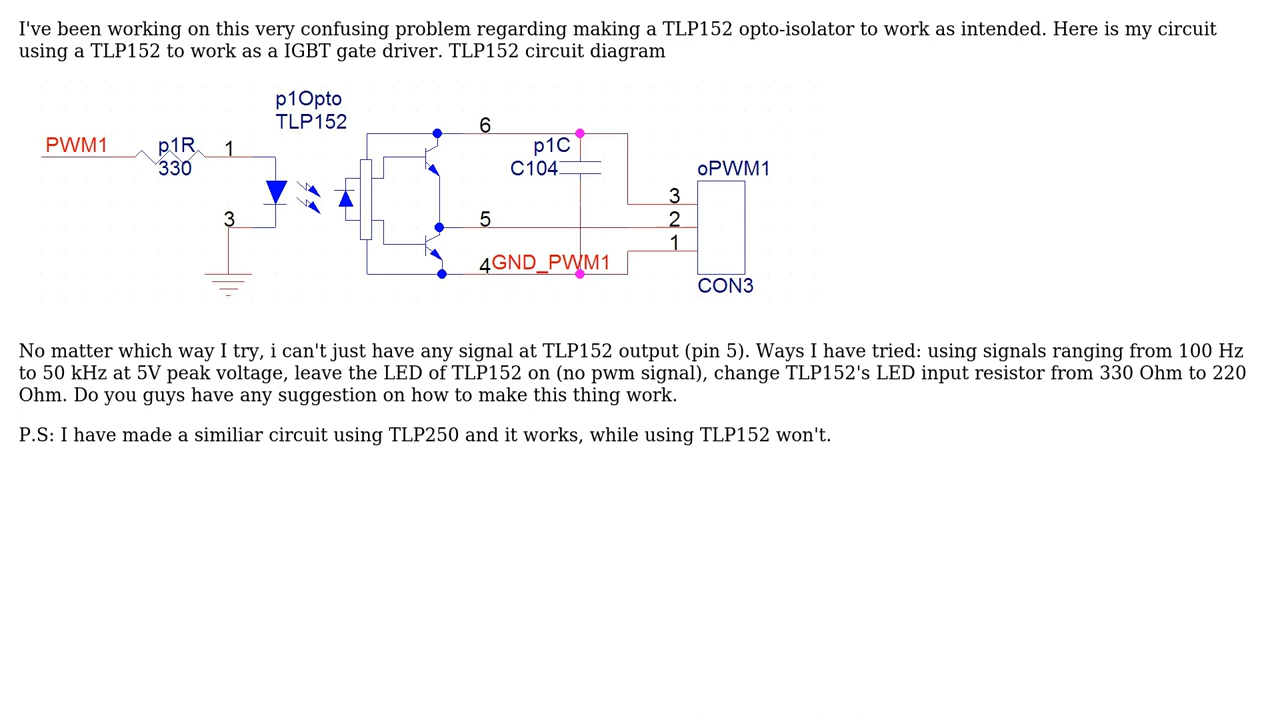 I've been working on this very confusing problem regarding making a TLP152 opto-isolator to work as intended. Here is my circuit
using a TLP152 to work as a IGBT gate driver. TLP152 circuit diagram
p1Opto
TLP152
6
PWM1
p1R
330
1
p1C
C104
oPWM1
3
3
5
2
1
4
GND_PWM1
CON3
No matter which way I try, i can't just have any signal at TLP152 output (pin 5). Ways I have tried: using signals ranging from 100 Hz
to 50 kHz at 5V peak voltage, leave the LED of TLP152 on (no pwm signal), change TLP152's LED input resistor from 330 Ohm to 220
Ohm. Do you guys have any suggestion on how to make this thing work.
P.S: I have made a similiar circuit using TLP250 and it works, while using TLP152 won't.